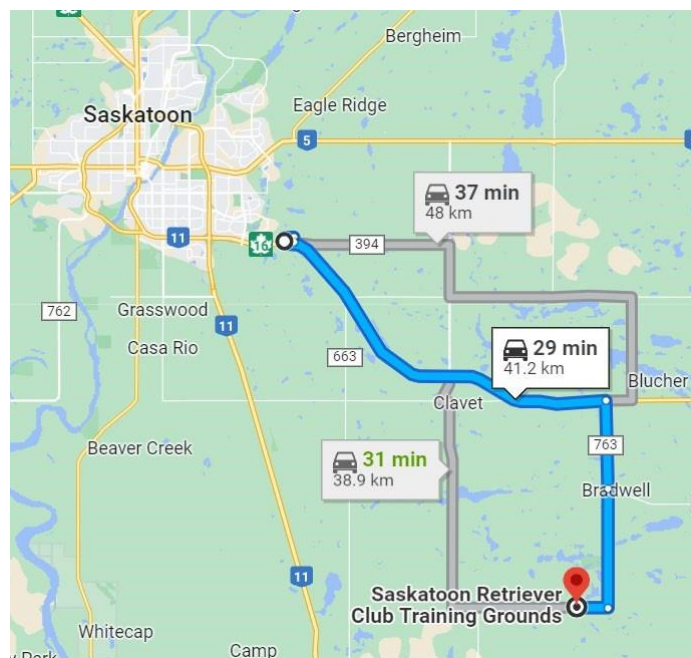 Bergheim
Saskatoon
Eagle Ridge
5
37 min
48 km
11
16
394
762
Grasswood
11
Casa Rio
663
29 min
41.2 km
Blucher
Clavet
Beaver Creek
763
31 min
38.9 km
Bradwell
11
Saskatoon Retriever
Club Training Grounds
Whitecap
Camp
Park